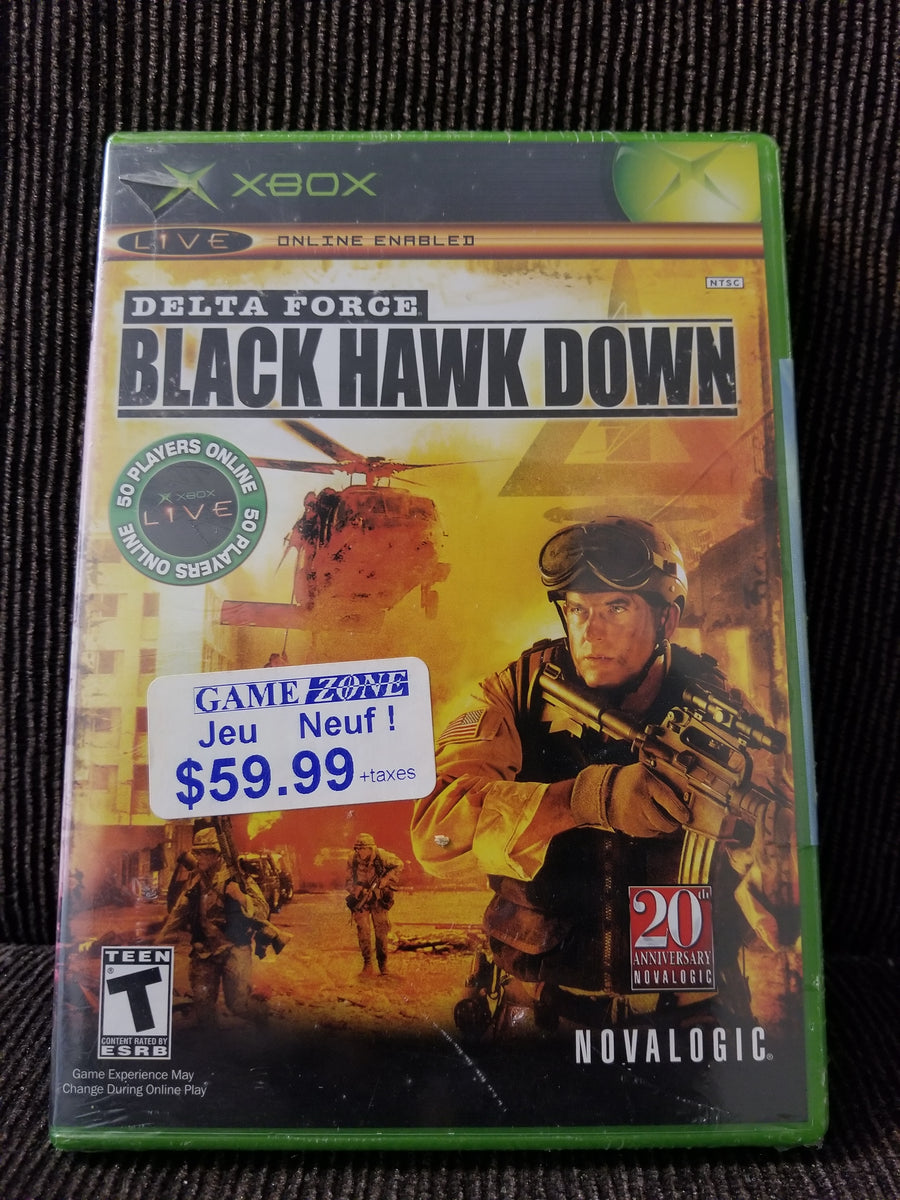 XBOX
LIVE ONLINE ENABLED
NTSC
DELTA FORCE
BLACK HAWK DOWN
50 PLAYERS ONLINE
XBOX
LIVE
50 PLAYERS ONLINE
GAME ZONE
Jeu Neuf !
$59.99 +taxes
20th
ANNIVERSARY
NOVALOGIC
TEEN
T
CONTENT RATED BY
ESRB
NOVALOGIC®
Game Experience May
Change During Online Play